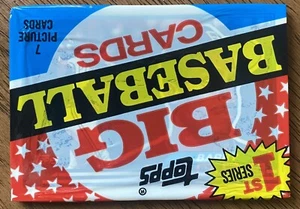 topps®
1ST
SERIES
BIG
BASEBALL
CARDS
7
PICTURE
CARDS